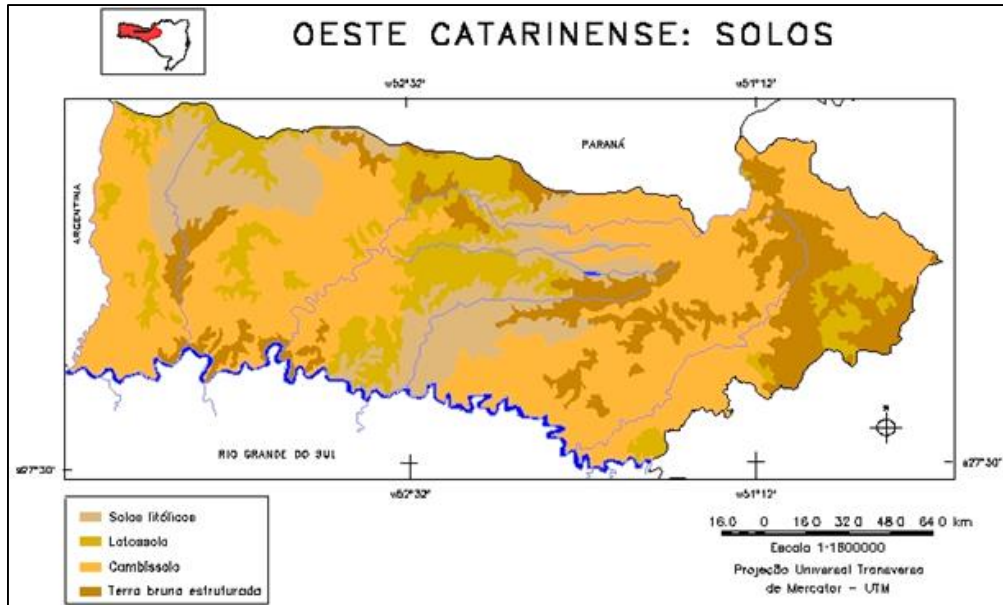 OESTE CATARINENSE: SOLOS
w52°32'
w51°12'
PARANÁ
ARGENTINA
N
RIO GRANDE DO SUL
s27°30'
s27°30'
w52°32'
w51°12'
Solos litólicos
Latossolo
Cambissolo
Terra bruna estruturada
16.0 0 16.0 32.0 48.0 64.0 km
Escala 1-1800000
Projeção Universal Transversa
de Mercator - UTM